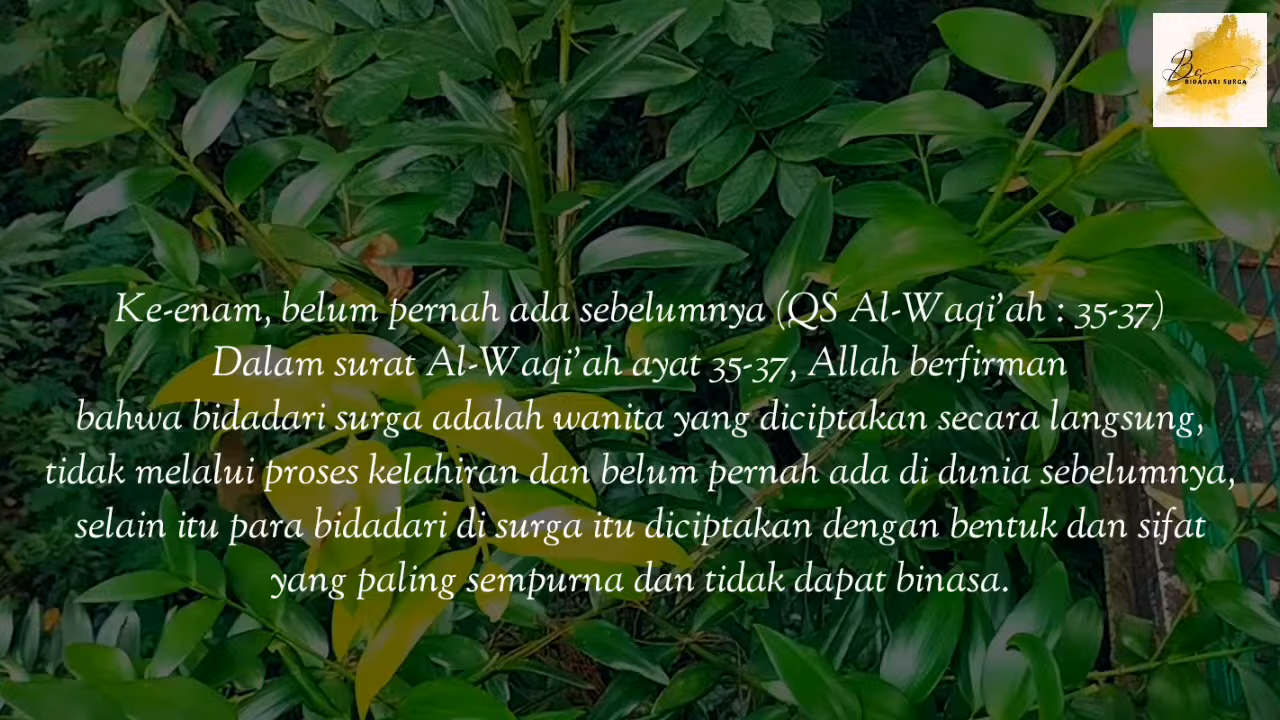 Bs
BIDADARI SURGA
Ke-enam, belum pernah ada sebelumnya (QS Al-Waqi’ah : 35-37)
Dalam surat Al-Waqi’ah ayat 35-37, Allah berfirman
bahwa bidadari surga adalah wanita yang diciptakan secara langsung,
tidak melalui proses kelahiran dan belum pernah ada di dunia sebelumnya,
selain itu para bidadari di surga itu diciptakan dengan bentuk dan sifat
yang paling sempurna dan tidak dapat binasa.